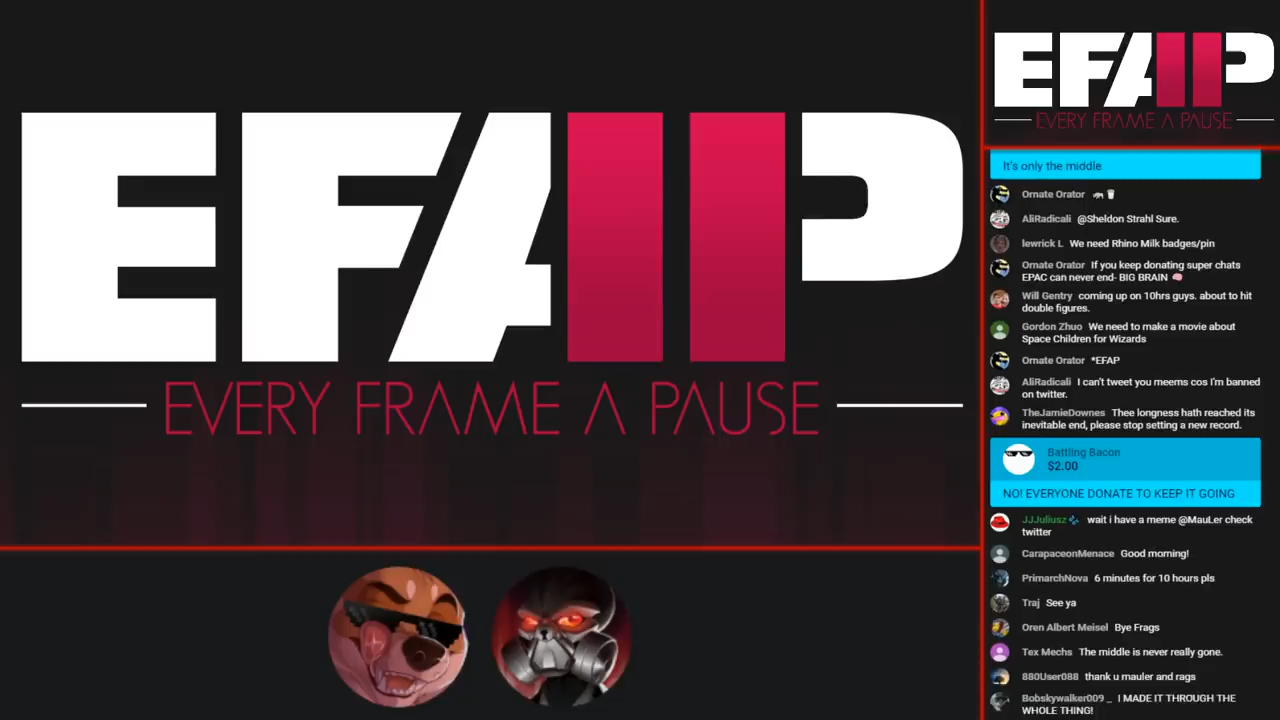 EFAP
EVERY FRAME A PAUSE
EFAP
EVERY FRAME A PAUSE
It's only the middle
Ornate Orator
AliRadicali @Sheldon Strahl Sure.
lewrick L We need Rhino Milk badges/pin
Ornate Orator If you keep donating super chats
EPAC can never end- BIG BRAIN
Will Gentry coming up on 10hrs guys. about to hit
double figures.
Gordon Zhuo We need to make a movie about
Space Children for Wizards
Ornate Orator *EFAP
AliRadicali I can't tweet you meems cos I'm banned
on twitter.
TheJamieDownes Thee longness hath reached its
inevitable end, please stop setting a new record.
Battling Bacon
$2.00
NO! EVERYONE DONATE TO KEEP IT GOING
JJJuliusz wait i have a meme @MauLer check
twitter
CarapaceonMenace Good morning!
PrimarchNova 6 minutes for 10 hours pls
Traj See ya
Oren Albert Meisel Bye Frags
Tex Mechs The middle is never really gone.
880User088 thank u mauler and rags
Bobskywalker009 _ I MADE IT THROUGH THE
WHOLE THING!